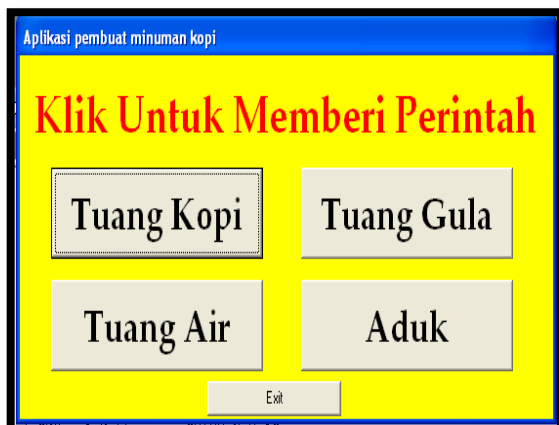 Aplikasi pembuat minuman kopi
Klik Untuk Memberi Perintah
Tuang Kopi
Tuang Gula
Tuang Air
Aduk
Exit